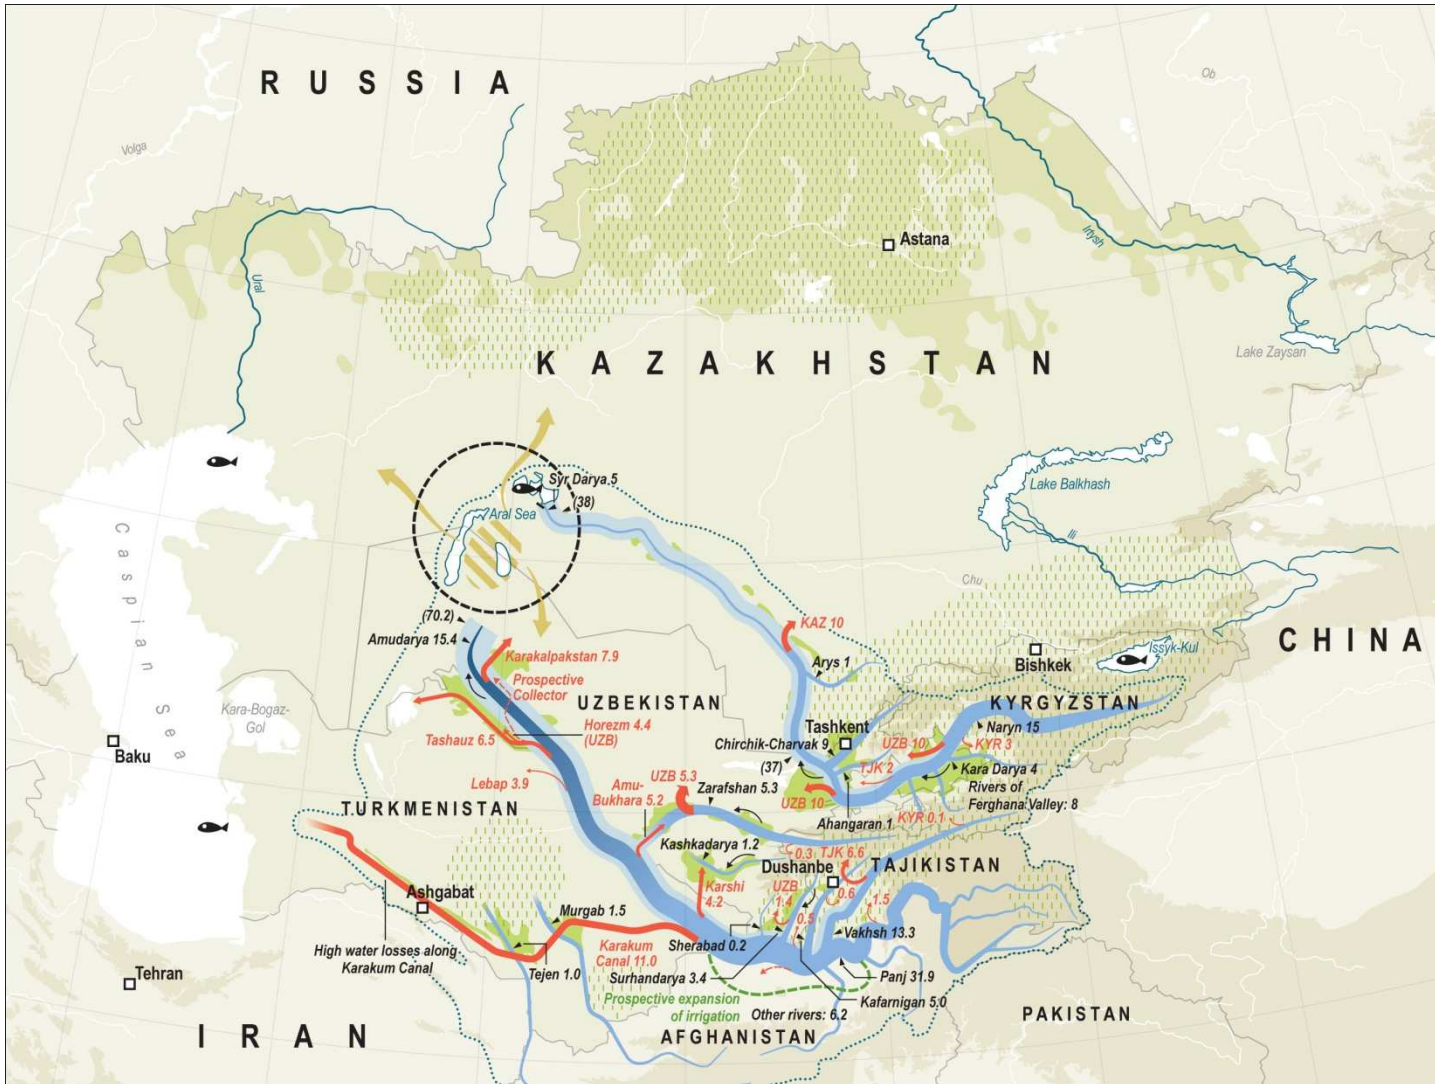 RUSSIA
Ob
Volga
Astana
Ural
Irtysh
KAZAKHSTAN
Lake Zaysan
Syr Darya 5
(38)
Aral Sea
Lake Balkhash
Ili
Caspian Sea
Chu
(70.2)
Amudarya 15.4
KAZ 10
CHINA
Karakalpakstan 7.9
Arys 1
Bishkek
Issyk-Kul
Prospective
Collector
UZBEKISTAN
KYRGYZSTAN
Kara-Bogaz-
Gol
Horezm 4.4
(UZB)
Tashkent
Naryn 15
Baku
Tashauz 6.5
Chirchik-Charvak 9
UZB 10
KYR 3
(37)
TJK 2
Kara Darya 4
Lebap 3.9
Amu-
Bukhara 5.2
UZB 5.3
Zarafshan 5.3
UZB 10
Rivers of
Ferghana Valley: 8
TURKMENISTAN
Ahangaran 1
KYR 0.1
Kashkadarya 1.2
0.3
TJK 6.6
Dushanbe
TAJIKISTAN
Ashgabat
Karshi
4.2
UZB
1.4
0.6
1.5
0.5
Murgab 1.5
High water losses along
Karakum Canal
Karakum
Canal 11.0
Sherabad 0.2
Vakhsh 13.3
Tehran
Tejen 1.0
Surhandarya 3.4
Panj 31.9
Prospective expansion
of irrigation
Kafarnigan 5.0
Other rivers: 6.2
IRAN
AFGHANISTAN
PAKISTAN